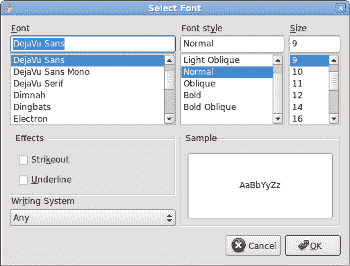 Select Font
Font
Font style
Size
DejaVu Sans
Normal
9
DejaVu Sans
DejaVu Sans Mono
DejaVu Serif
Dimnah
Dingbats
Electron
Light Oblique
Normal
Oblique
Bold
Bold Oblique
9
10
11
12
14
16
Effects
Strikeout
Underline
Sample
AaBbYyZz
Writing System
Any
Cancel
OK